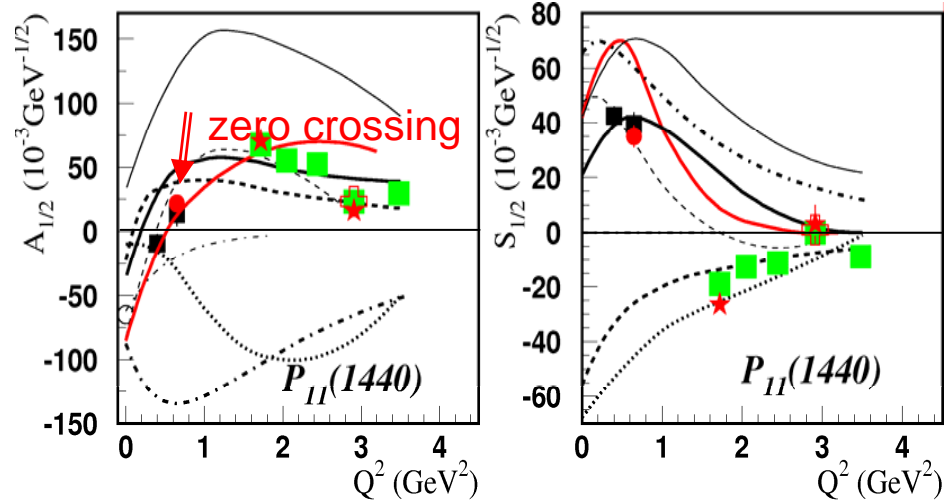 A1/2 (10-3GeV-1/2)
150
100
50
0
-50
-100
-150
zero crossing
P11(1440)
0 1 2 3 4
Q2 (GeV2)
S1/2 (10-3GeV-1/2)
80
60
40
20
0
-20
-40
-60
P11(1440)
0 1 2 3 4
Q2 (GeV2)